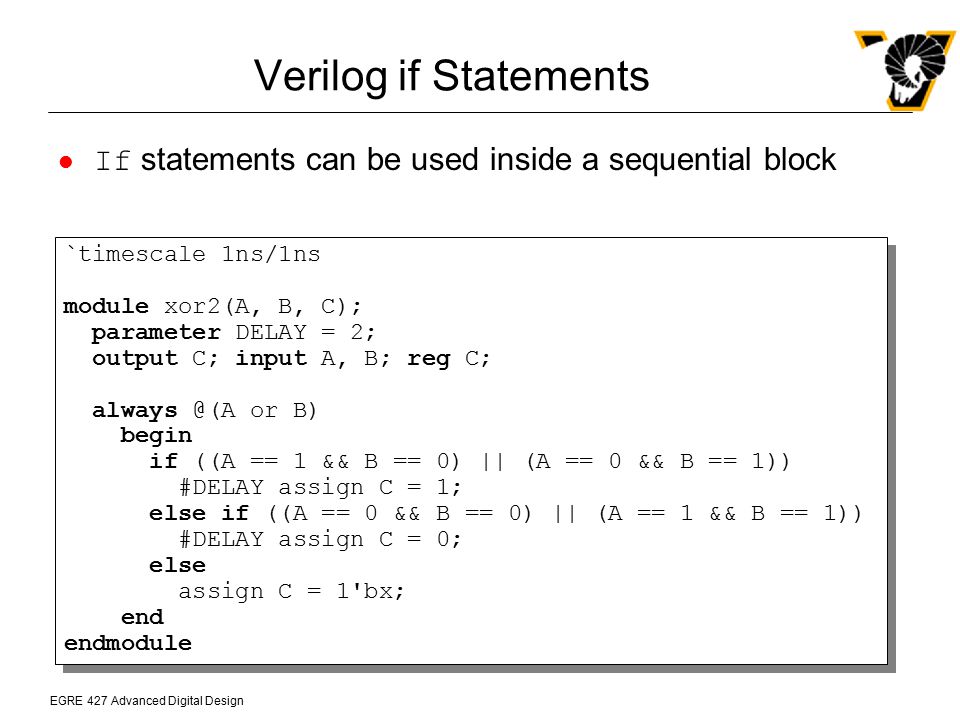 Verilog if Statements
● If statements can be used inside a sequential block
`timescale 1ns/1ns

module xor2(A, B, C);
  parameter DELAY = 2;
  output C; input A, B; reg C;

  always @(A or B)
    begin
      if ((A == 1 && B == 0) || (A == 0 && B == 1))
        #DELAY assign C = 1;
      else if ((A == 0 && B == 0) || (A == 1 && B == 1))
        #DELAY assign C = 0;
      else
        assign C = 1'bx;
    end
endmodule
EGRE 427 Advanced Digital Design